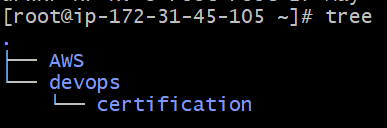 [root@ip-172-31-45-105 ~]# tree
.
├── AWS
└── devops
    └── certification